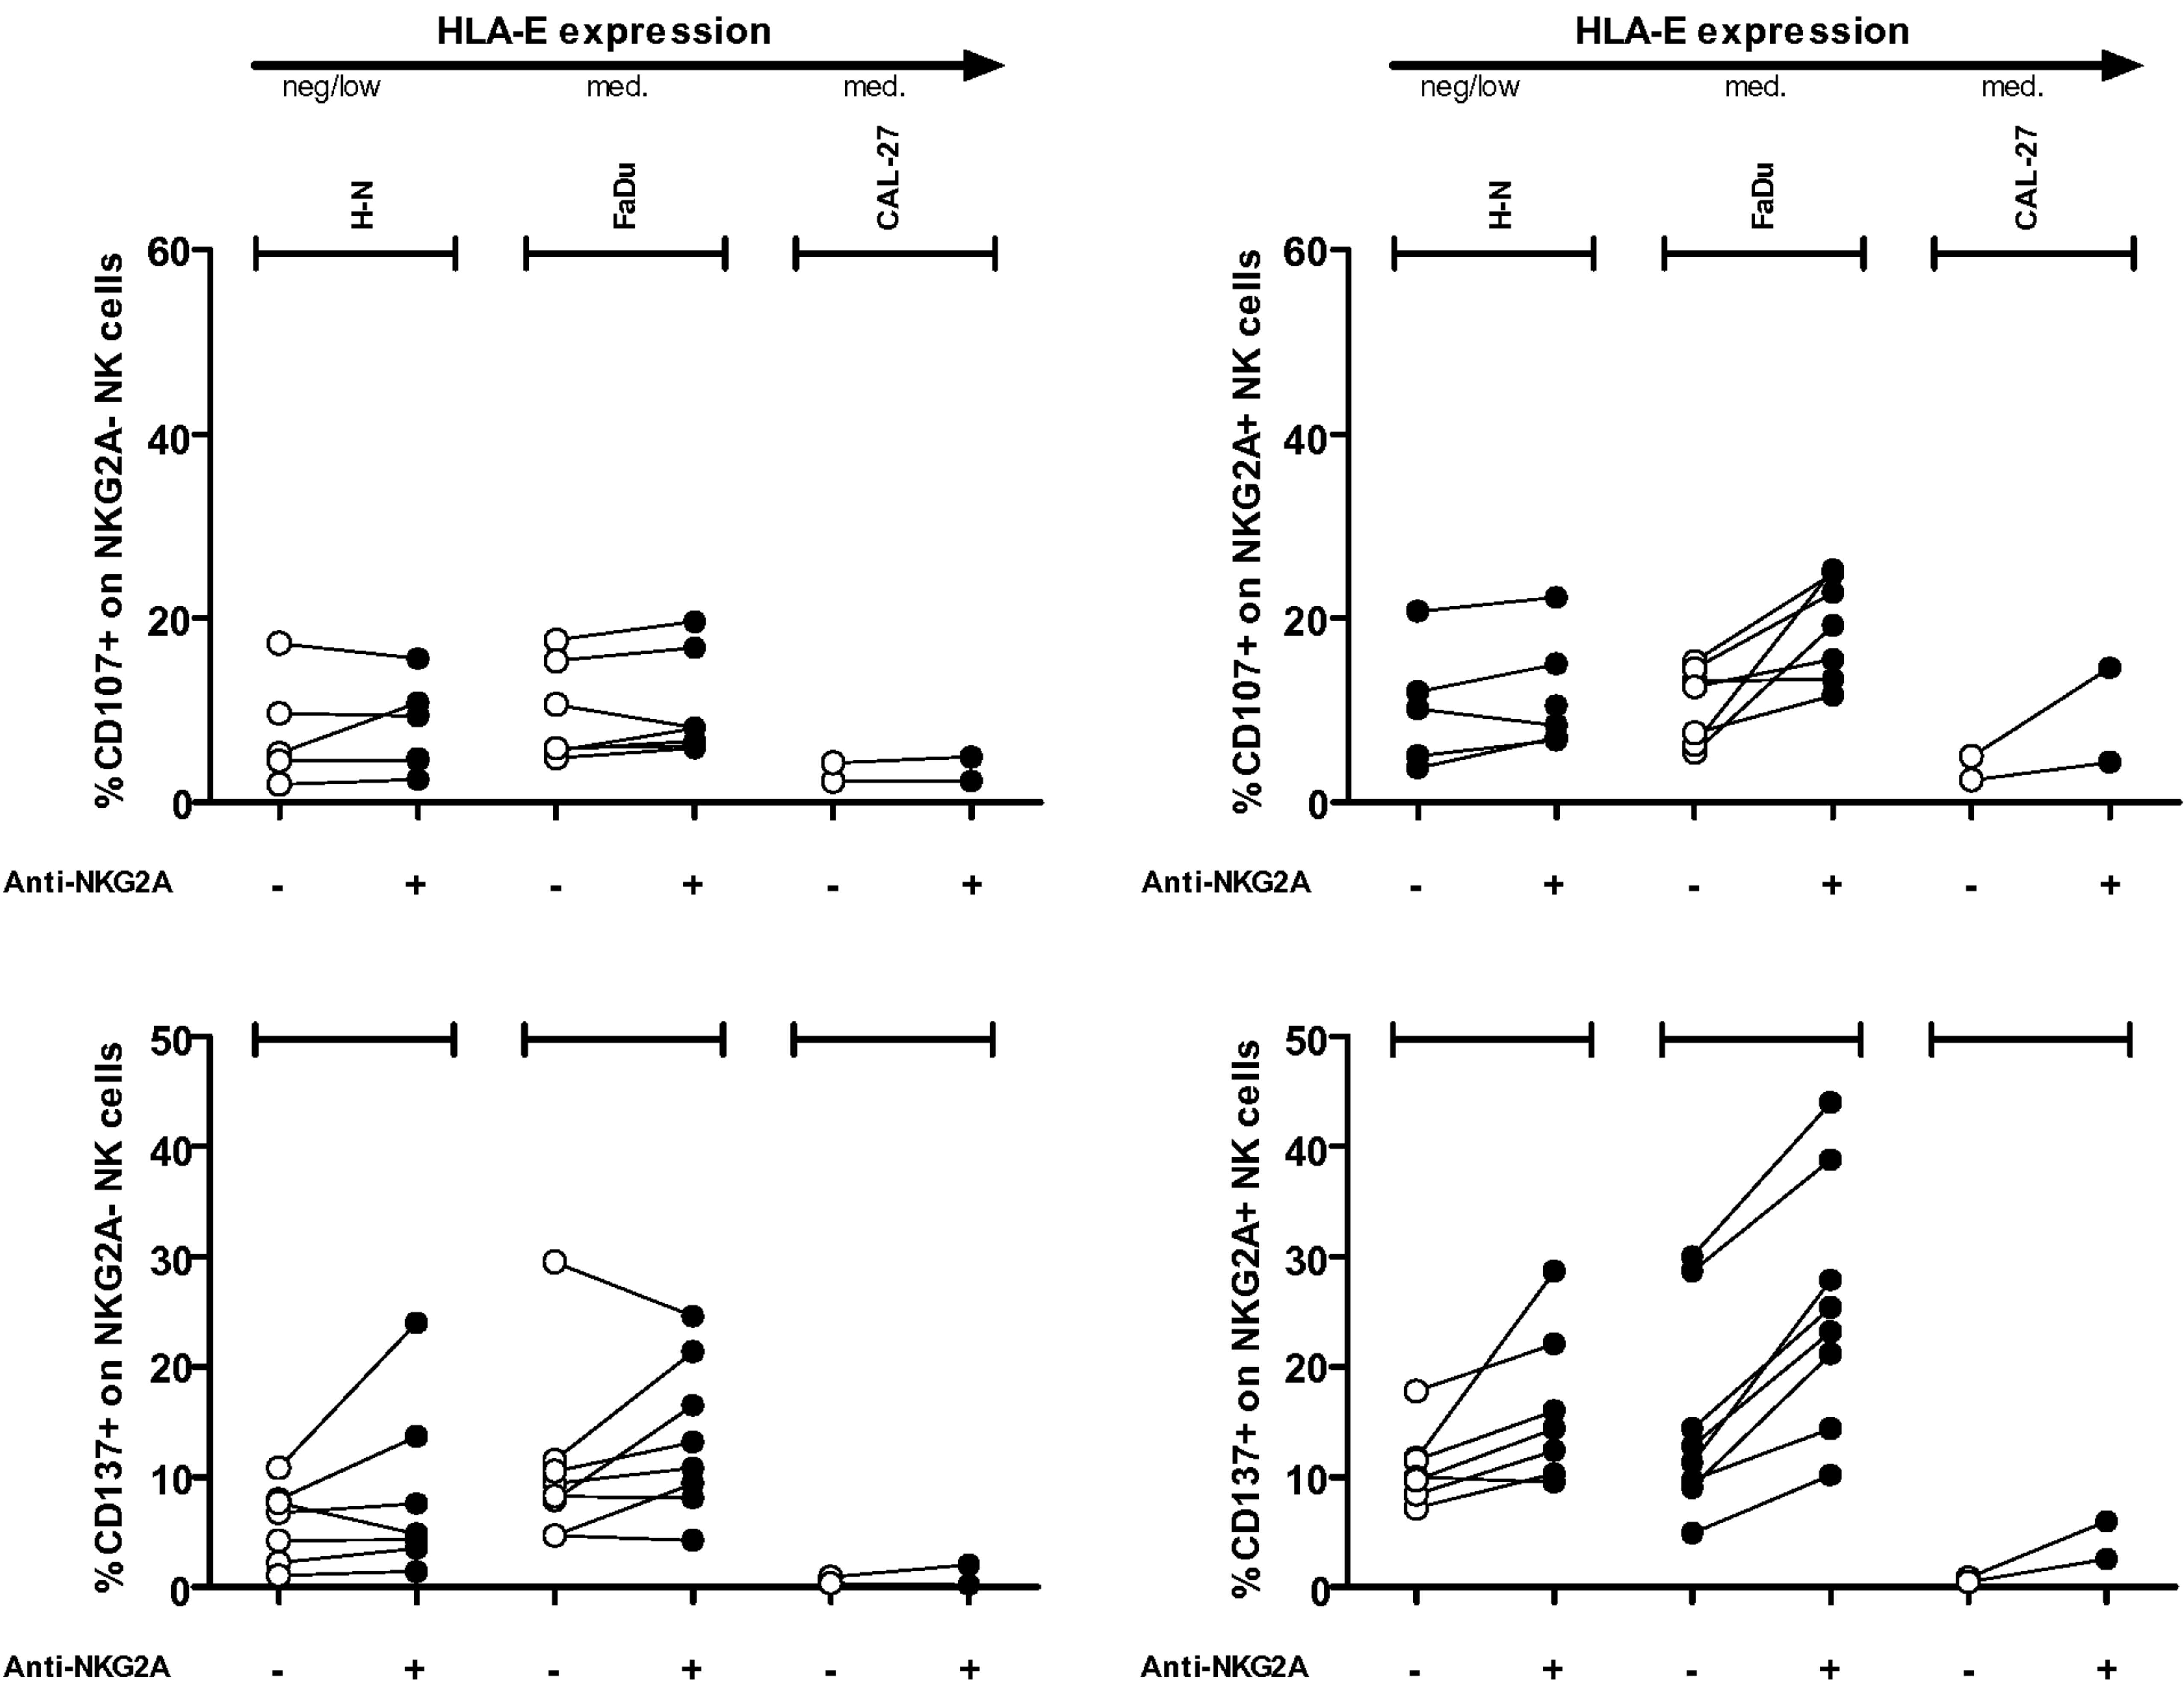 HLA-E expression
neg/low med. med.
H-N FaDu CAL-27
%CD107+ on NKG2A- NK cells
60
40
20
0
Anti-NKG2A - + - + - +
HLA-E expression
neg/low med. med.
H-N FaDu CAL-27
%CD107+ on NKG2A+ NK cells
60
40
20
0
Anti-NKG2A - + - + - +
%CD137+ on NKG2A- NK cells
50
40
30
20
10
0
Anti-NKG2A - + - + - +
%CD137+ on NKG2A+ NK cells
50
40
30
20
10
0
Anti-NKG2A - + - + - +